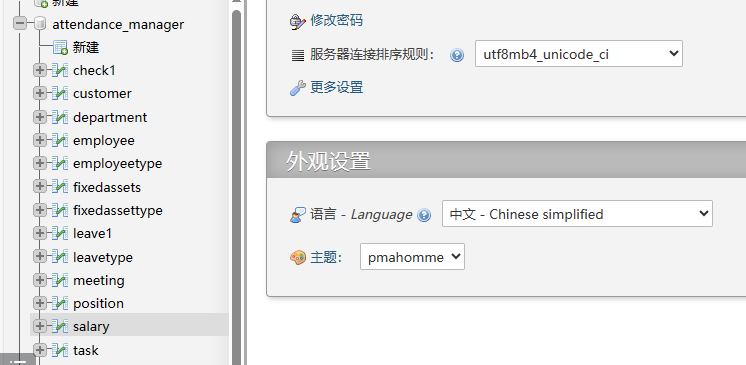 新建
attendance_manager
新建
check1
customer
department
employee
employeetype
fixedassets
fixedassettype
leave1
leavetype
meeting
position
salary
task
修改密码
服务器连接排序规则： utf8mb4_unicode_ci
更多设置
外观设置
语言 - Language 中文 - Chinese simplified
主题： pmahomme